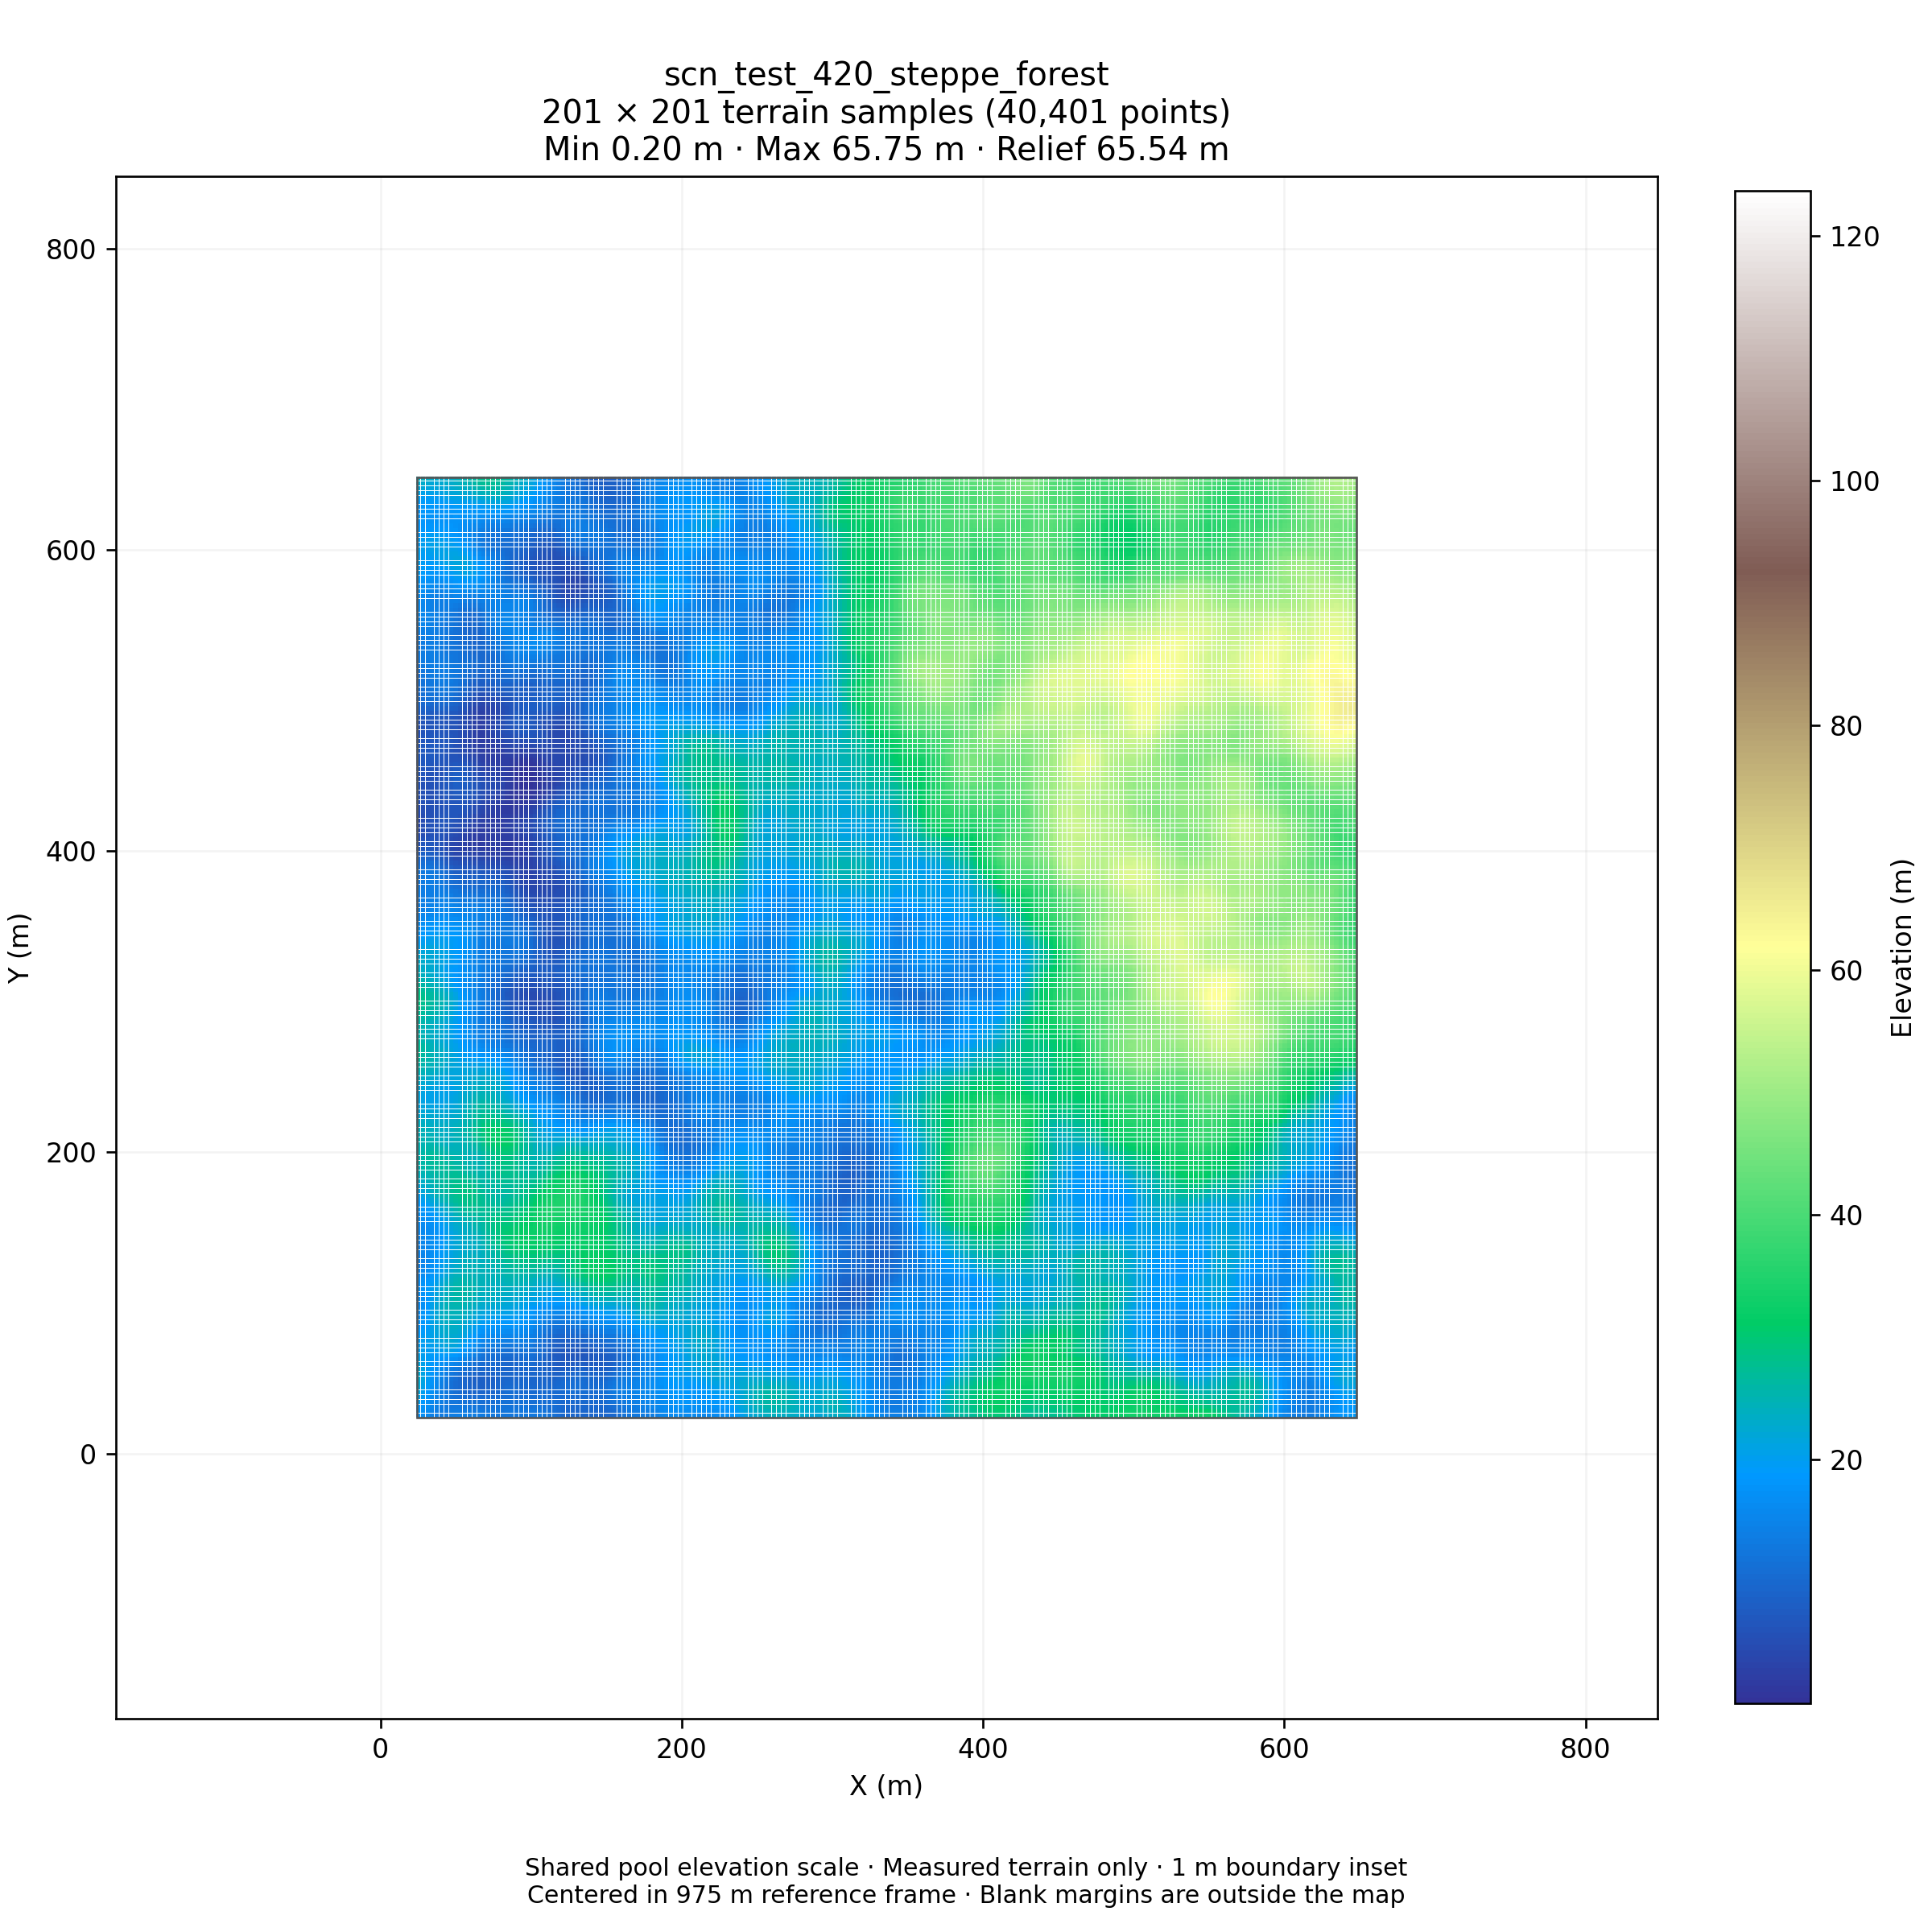 scn_test_420_steppe_forest
201 × 201 terrain samples (40,401 points)
Min 0.20 m · Max 65.75 m · Relief 65.54 m
800
600
400
200
0
Y (m)
0
200
400
600
800
X (m)
120
100
80
60
40
20
Elevation (m)
Shared pool elevation scale · Measured terrain only · 1 m boundary inset
Centered in 975 m reference frame · Blank margins are outside the map